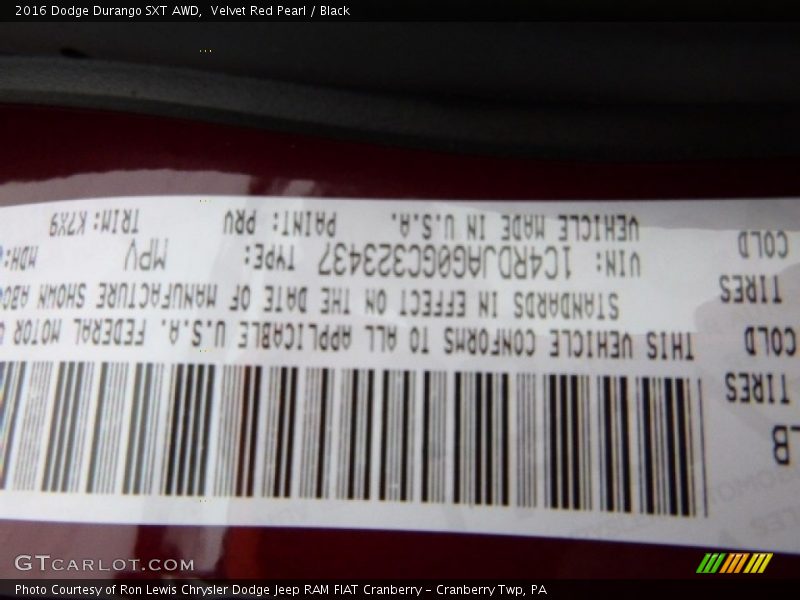 2016 Dodge Durango SXT AWD,  Velvet Red Pearl / Black
LB
TIRES
COLD
THIS VEHICLE CONFORMS TO ALL APPLICABLE U.S.A. FEDERAL MOTOR
TIRES
STANDARDS IN EFFECT ON THE DATE OF MANUFACTURE SHOWN
COLD
VIN: 1C4RDJAG0GC323437 TYPE: MPV MDH:
VEHICLE MADE IN U.S.A. PAINT: PRV TRIM: K7X9
GTCARLOT.COM
Photo Courtesy of Ron Lewis Chrysler Dodge Jeep RAM FIAT Cranberry - Cranberry Twp, PA